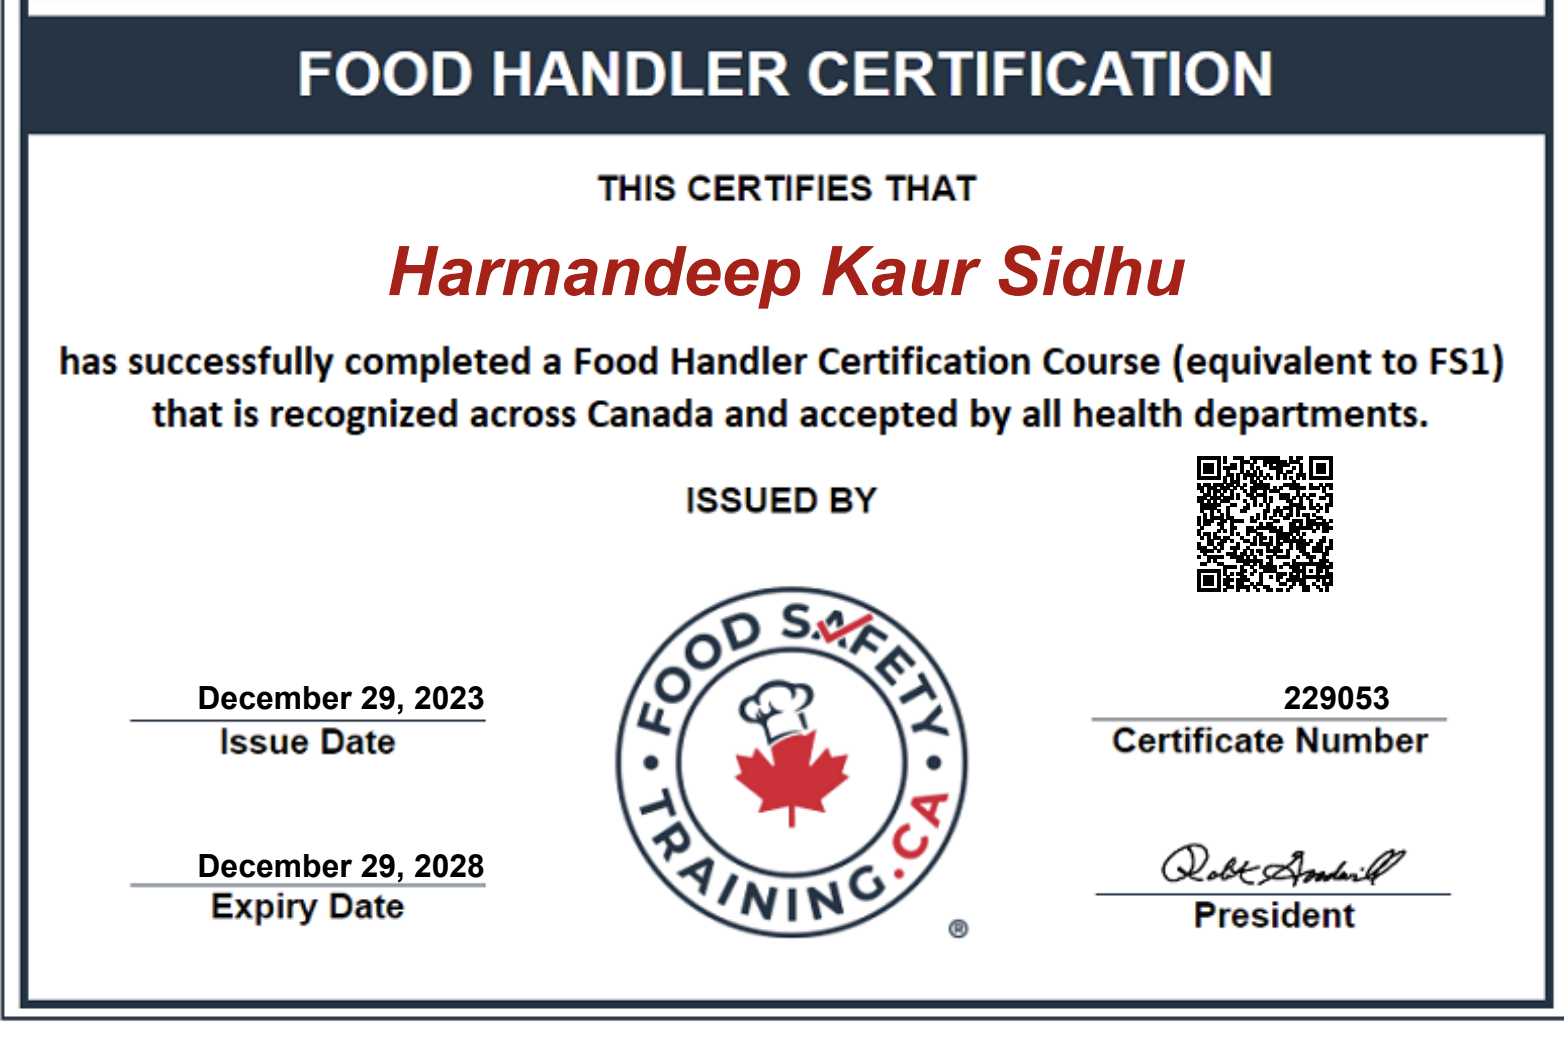 FOOD HANDLER CERTIFICATION
THIS CERTIFIES THAT
Harmandeep Kaur Sidhu
has successfully completed a Food Handler Certification Course (equivalent to FS1)
that is recognized across Canada and accepted by all health departments.
ISSUED BY
FOOD SAFETY
TRAINING.CA
®
December 29, 2023
Issue Date
229053
Certificate Number
December 29, 2028
Expiry Date
President